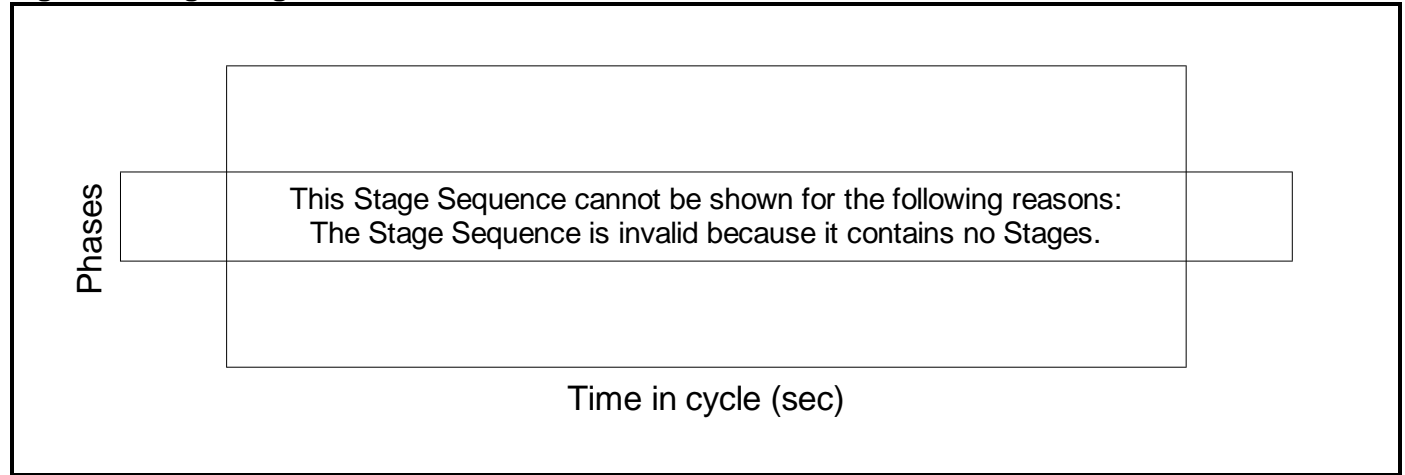 This Stage Sequence cannot be shown for the following reasons:
The Stage Sequence is invalid because it contains no Stages.
Phases
Time in cycle (sec)